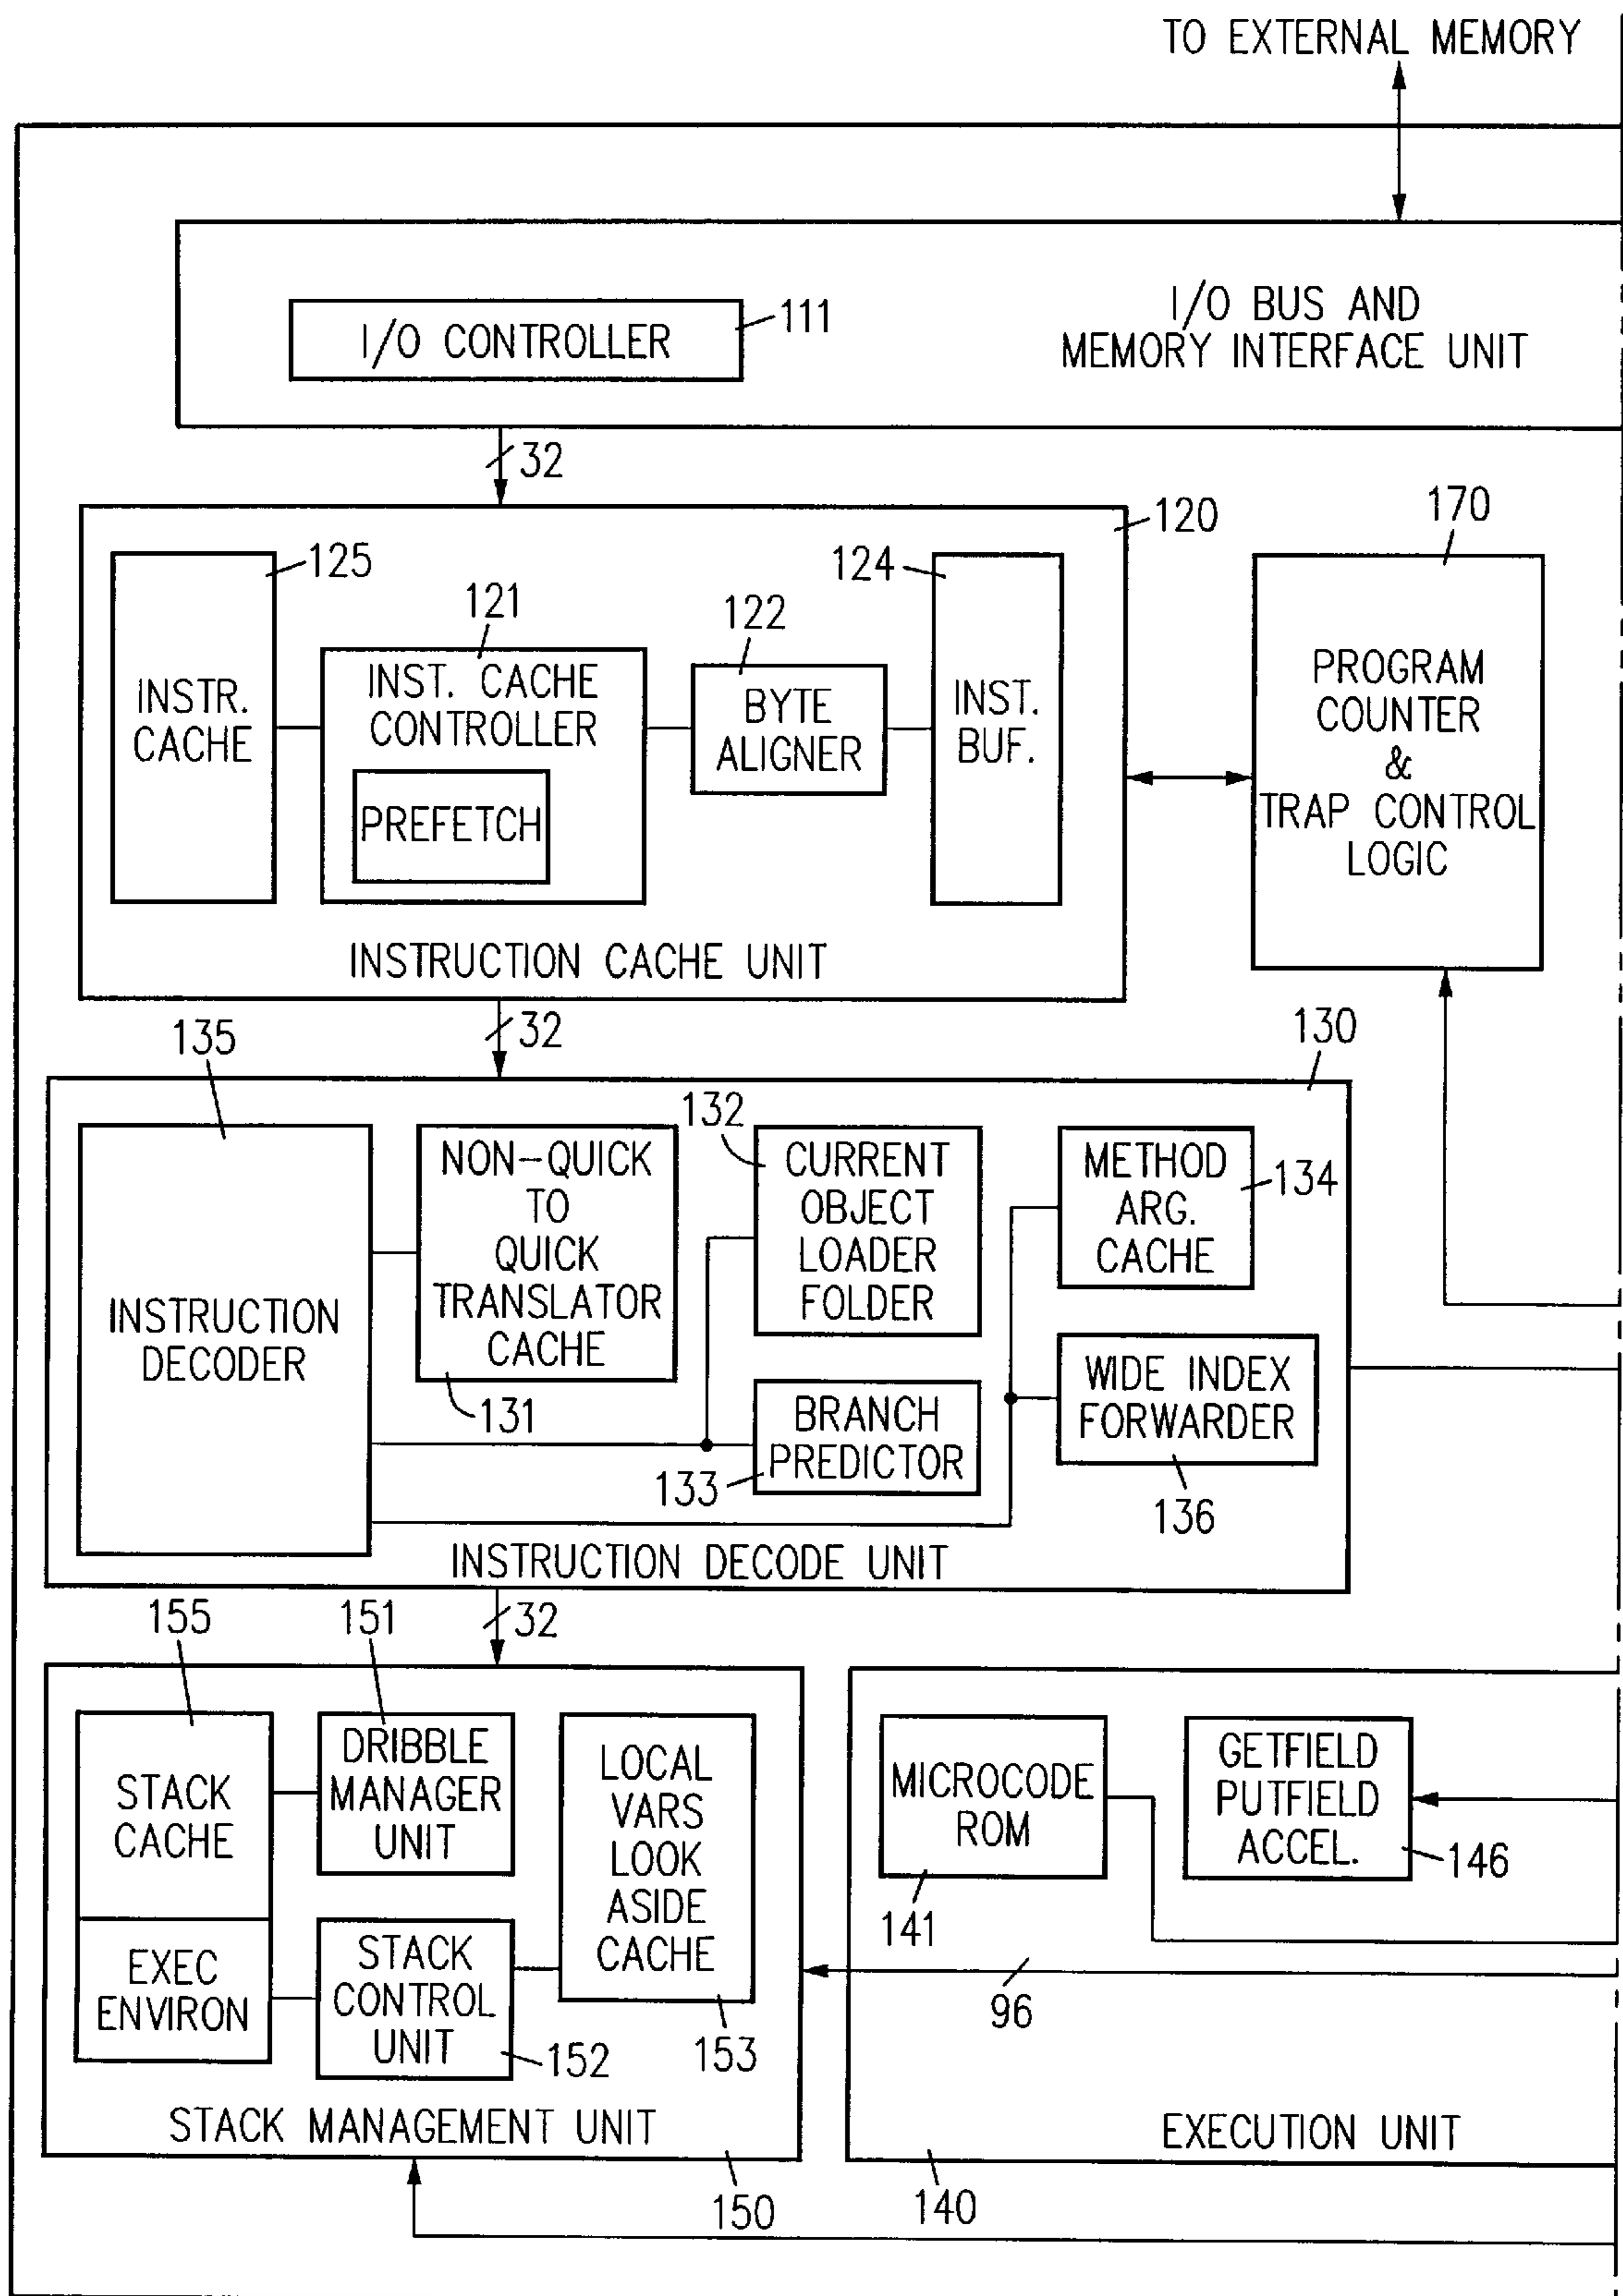 TO EXTERNAL MEMORY
I/O CONTROLLER
111
I/O BUS AND
MEMORY INTERFACE UNIT
32
120
170
125
121
122
124
INSTR.
CACHE
INST. CACHE
CONTROLLER
PREFETCH
BYTE
ALIGNER
INST.
BUF.
PROGRAM
COUNTER
&
TRAP CONTROL
LOGIC
INSTRUCTION CACHE UNIT
32
135
130
INSTRUCTION
DECODER
NON-QUICK
TO
QUICK
TRANSLATOR
CACHE
131
132
CURRENT
OBJECT
LOADER
FOLDER
METHOD
ARG.
CACHE
134
BRANCH
PREDICTOR
133
WIDE INDEX
FORWARDER
136
INSTRUCTION DECODE UNIT
32
155
151
STACK
CACHE
DRIBBLE
MANAGER
UNIT
LOCAL
VARS
LOOK
ASIDE
CACHE
153
EXEC
ENVIRON
STACK
CONTROL
UNIT
152
STACK MANAGEMENT UNIT
150
MICROCODE
ROM
141
GETFIELD
PUTFIELD
ACCEL.
146
96
EXECUTION UNIT
140